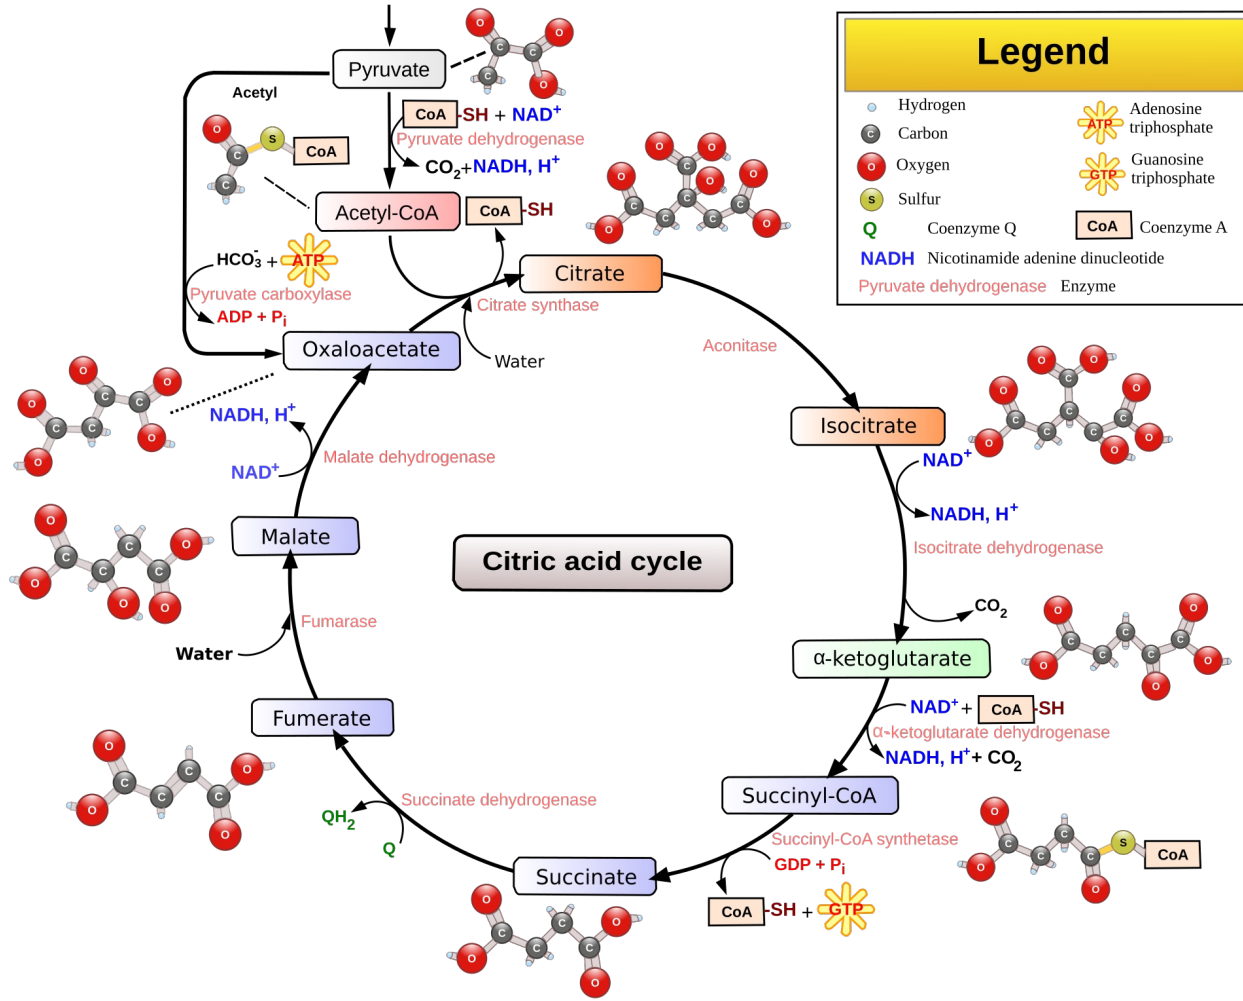 Legend
Hydrogen
Carbon
Oxygen
Sulfur
Q Coenzyme Q
NADH Nicotinamide adenine dinucleotide
Pyruvate dehydrogenase Enzyme
ATP Adenosine
triphosphate
GTP Guanosine
triphosphate
CoA Coenzyme A
S
Pyruvate
Acetyl
CoA-SH + NAD⁺
Pyruvate dehydrogenase
CO₂+NADH, H⁺
S CoA
Acetyl-CoA
CoA-SH
HCO₃⁻ + ATP
Pyruvate carboxylase
ADP + Pᵢ
Citrate
Citrate synthase
Water
Oxaloacetate
Aconitase
Isocitrate
NAD⁺
NADH, H⁺
Isocitrate dehydrogenase
CO₂
α-ketoglutarate
NAD⁺ + CoA-SH
α-ketoglutarate dehydrogenase
NADH, H⁺ + CO₂
Succinyl-CoA
Succinyl-CoA synthetase
GDP + Pᵢ
CoA-SH + GTP
S CoA
Succinate
Succinate dehydrogenase
QH₂
Q
Fumerate
Fumarase
Water
Malate
Malate dehydrogenase
NADH, H⁺
NAD⁺
Citric acid cycle